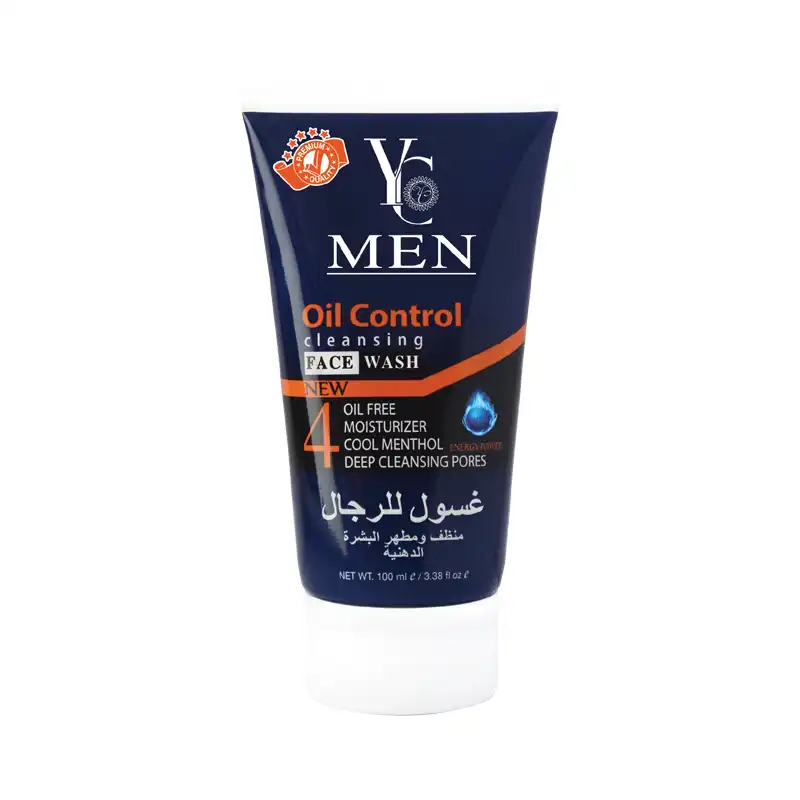 PREMIUM
QUALITY
YC
MEN
Oil Control
cleansing
FACE WASH
NEW
4
OIL FREE
MOISTURIZER
COOL MENTHOL
DEEP CLEANSING PORES
ENERGY POWER
غسول للرجال
منظف ومطهر البشرة
الدهنية
NET WT. 100 ml ℮ / 3.38 fl oz ℮